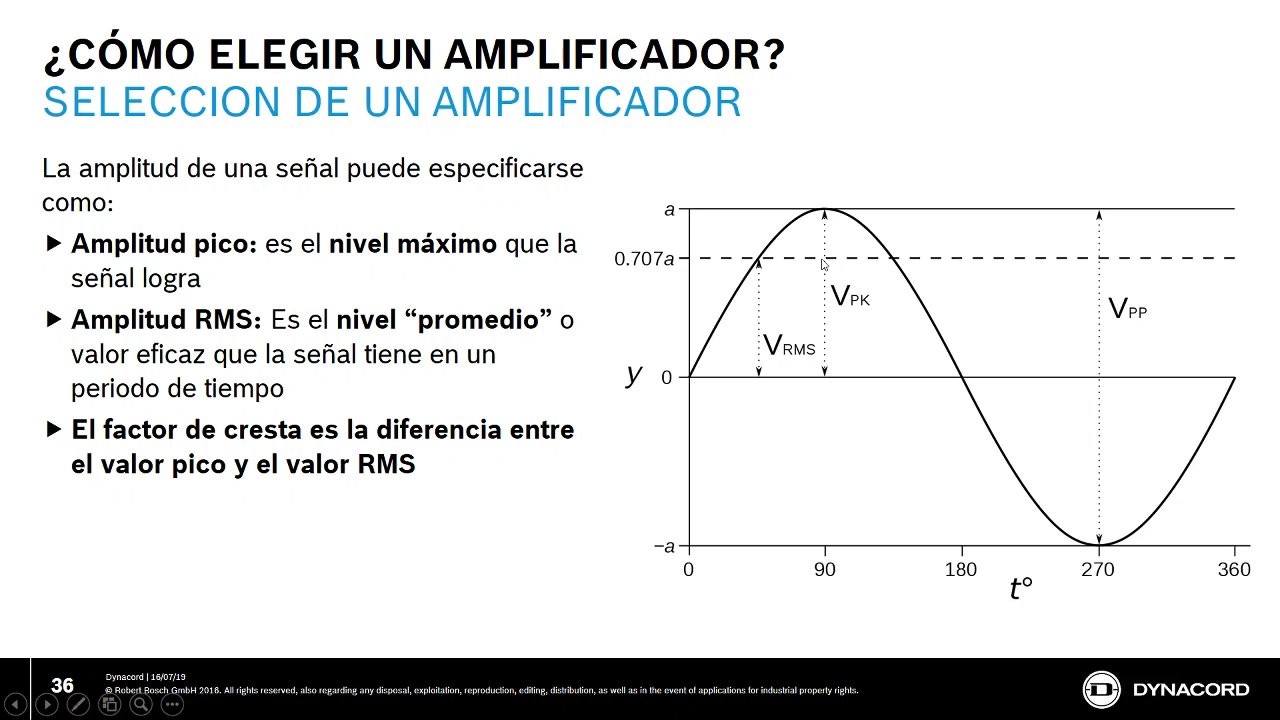 ¿CÓMO ELEGIR UN AMPLIFICADOR?
SELECCION DE UN AMPLIFICADOR
La amplitud de una señal puede especificarse
como:
Amplitud pico: es el nivel máximo que la
señal logra
Amplitud RMS: Es el nivel “promedio” o
valor eficaz que la señal tiene en un
periodo de tiempo
El factor de cresta es la diferencia entre
el valor pico y el valor RMS
a
0.707a
VPK
VPP
VRMS
y 0
−a
0 90 180 270 360
t°
36
Dynacord | 16/07/19
© Robert Bosch GmbH 2016. All rights reserved, also regarding any disposal, exploitation, reproduction, editing, distribution, as well as in the event of applications for industrial property rights.
DYNACORD